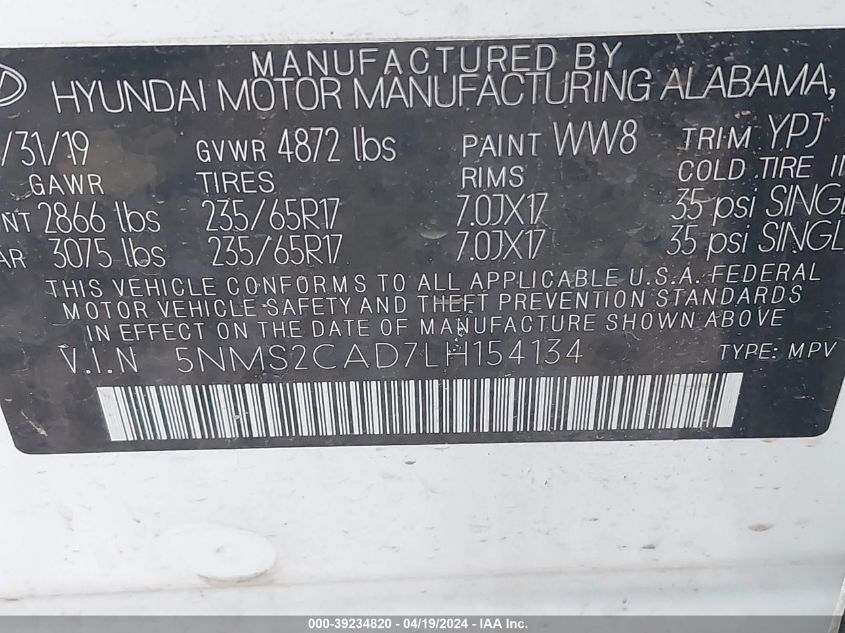 MANUFACTURED BY
HYUNDAI MOTOR MANUFACTURING ALABAMA,
/31/19 GVWR 4872 lbs PAINT WW8 TRIM YPJ
GAWR TIRES RIMS COLD TIRE IN
NT 2866 lbs 235/65R17 7.0JX17 35 psi SINGL
AR 3075 lbs 235/65R17 7.0JX17 35 psi SINGL
THIS VEHICLE CONFORMS TO ALL APPLICABLE U.S.A. FEDERAL
MOTOR VEHICLE SAFETY AND THEFT PREVENTION STANDARDS
IN EFFECT ON THE DATE OF MANUFACTURE SHOWN ABOVE
V.I.N 5NMS2CAD7LH154134 TYPE: MPV
000-39234820 - 04/19/2024 - IAA Inc.